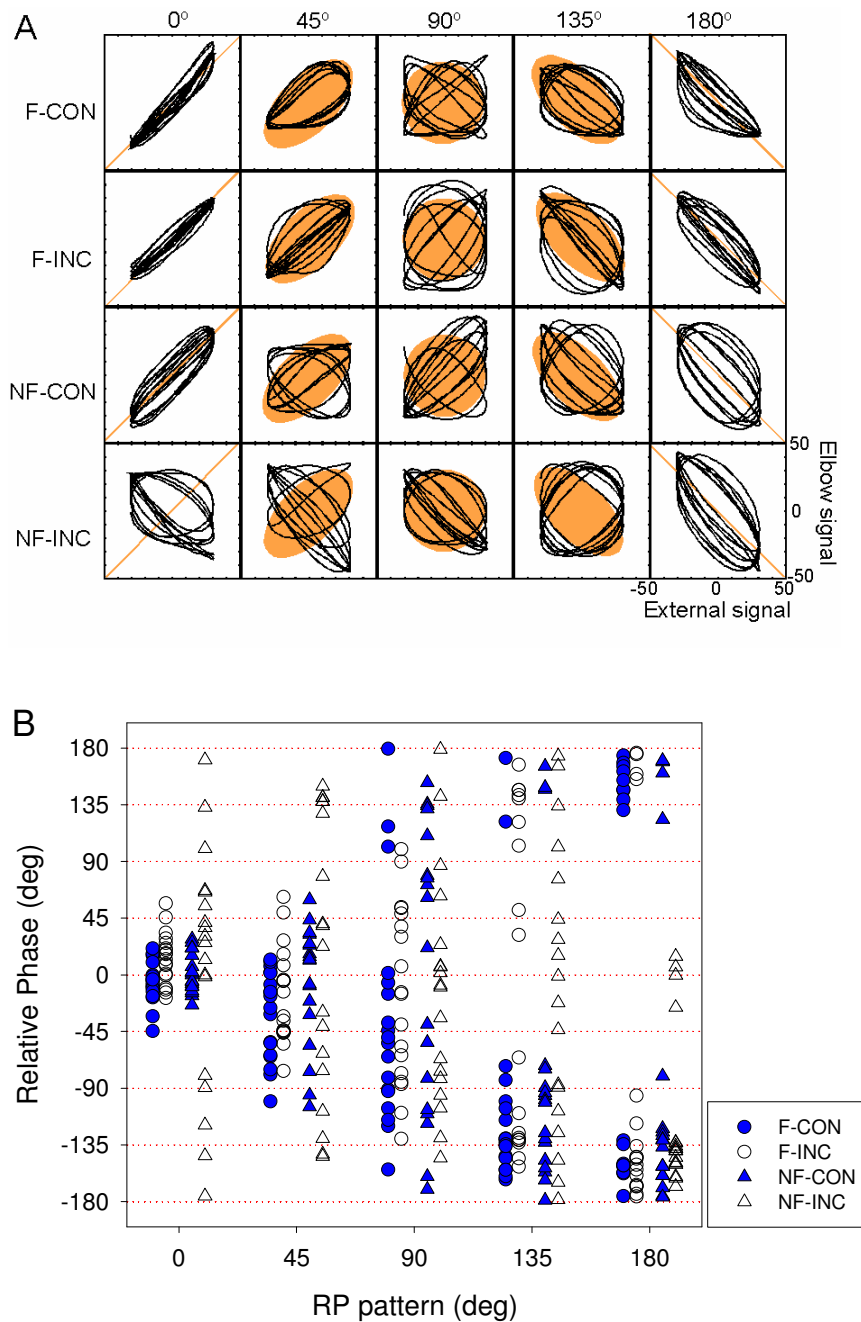 A
0° 45° 90° 135° 180°
F-CON
F-INC
NF-CON
NF-INC
50
0
-50
Elbow signal
-50 0 50
External signal
B
180
135
90
45
0
-45
-90
-135
-180
Relative Phase (deg)
0 45 90 135 180
RP pattern (deg)
F-CON
F-INC
NF-CON
NF-INC